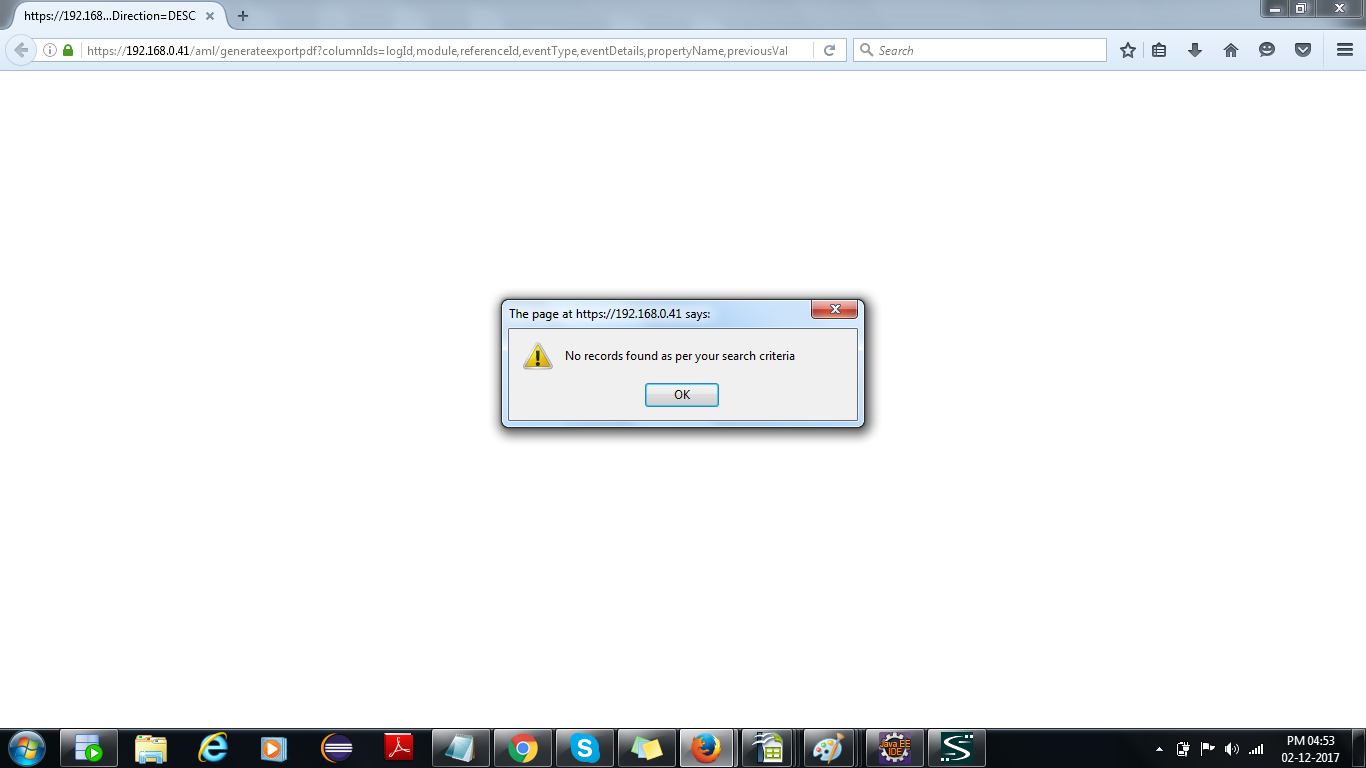 https://192.168...Direction=DESC
https://192.168.0.41/aml/generateexportpdf?columnIds=logId,module,referenceId,eventType,eventDetails,propertyName,previousVal
Search
The page at https://192.168.0.41 says:
No records found as per your search criteria
OK
Java EE
IDE
PM 04:53
02-12-2017